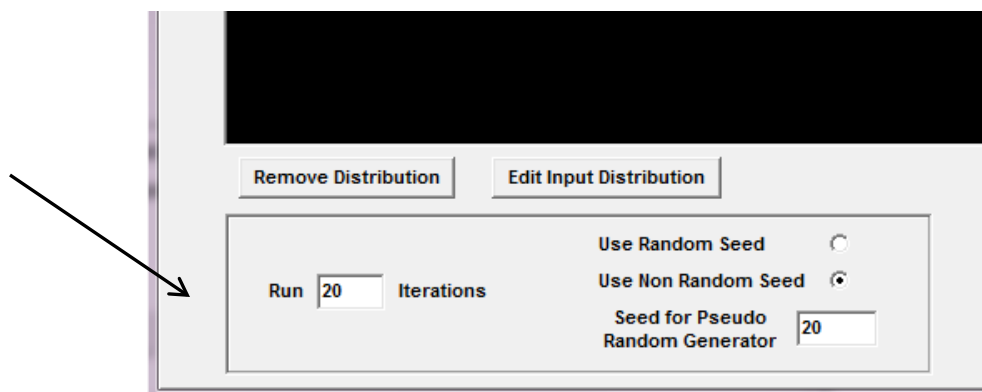 Remove Distribution Edit Input Distribution
Use Random Seed
Use Non Random Seed
Run 20 Iterations
Seed for Pseudo
Random Generator
20